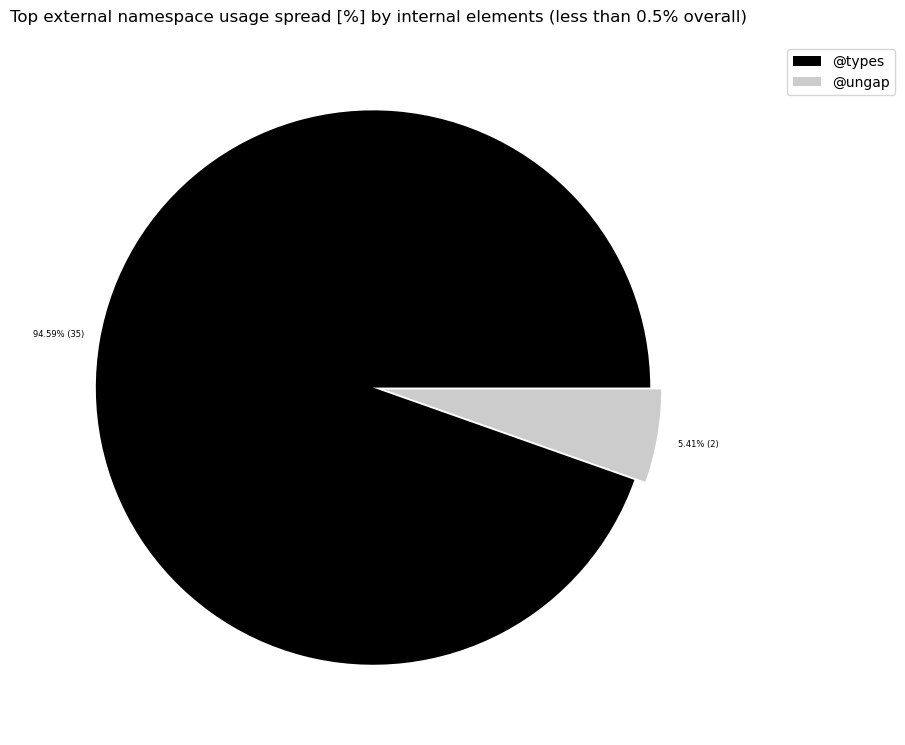 Top external namespace usage spread [%] by internal elements (less than 0.5% overall)
@types
@ungap
94.59% (35)
5.41% (2)